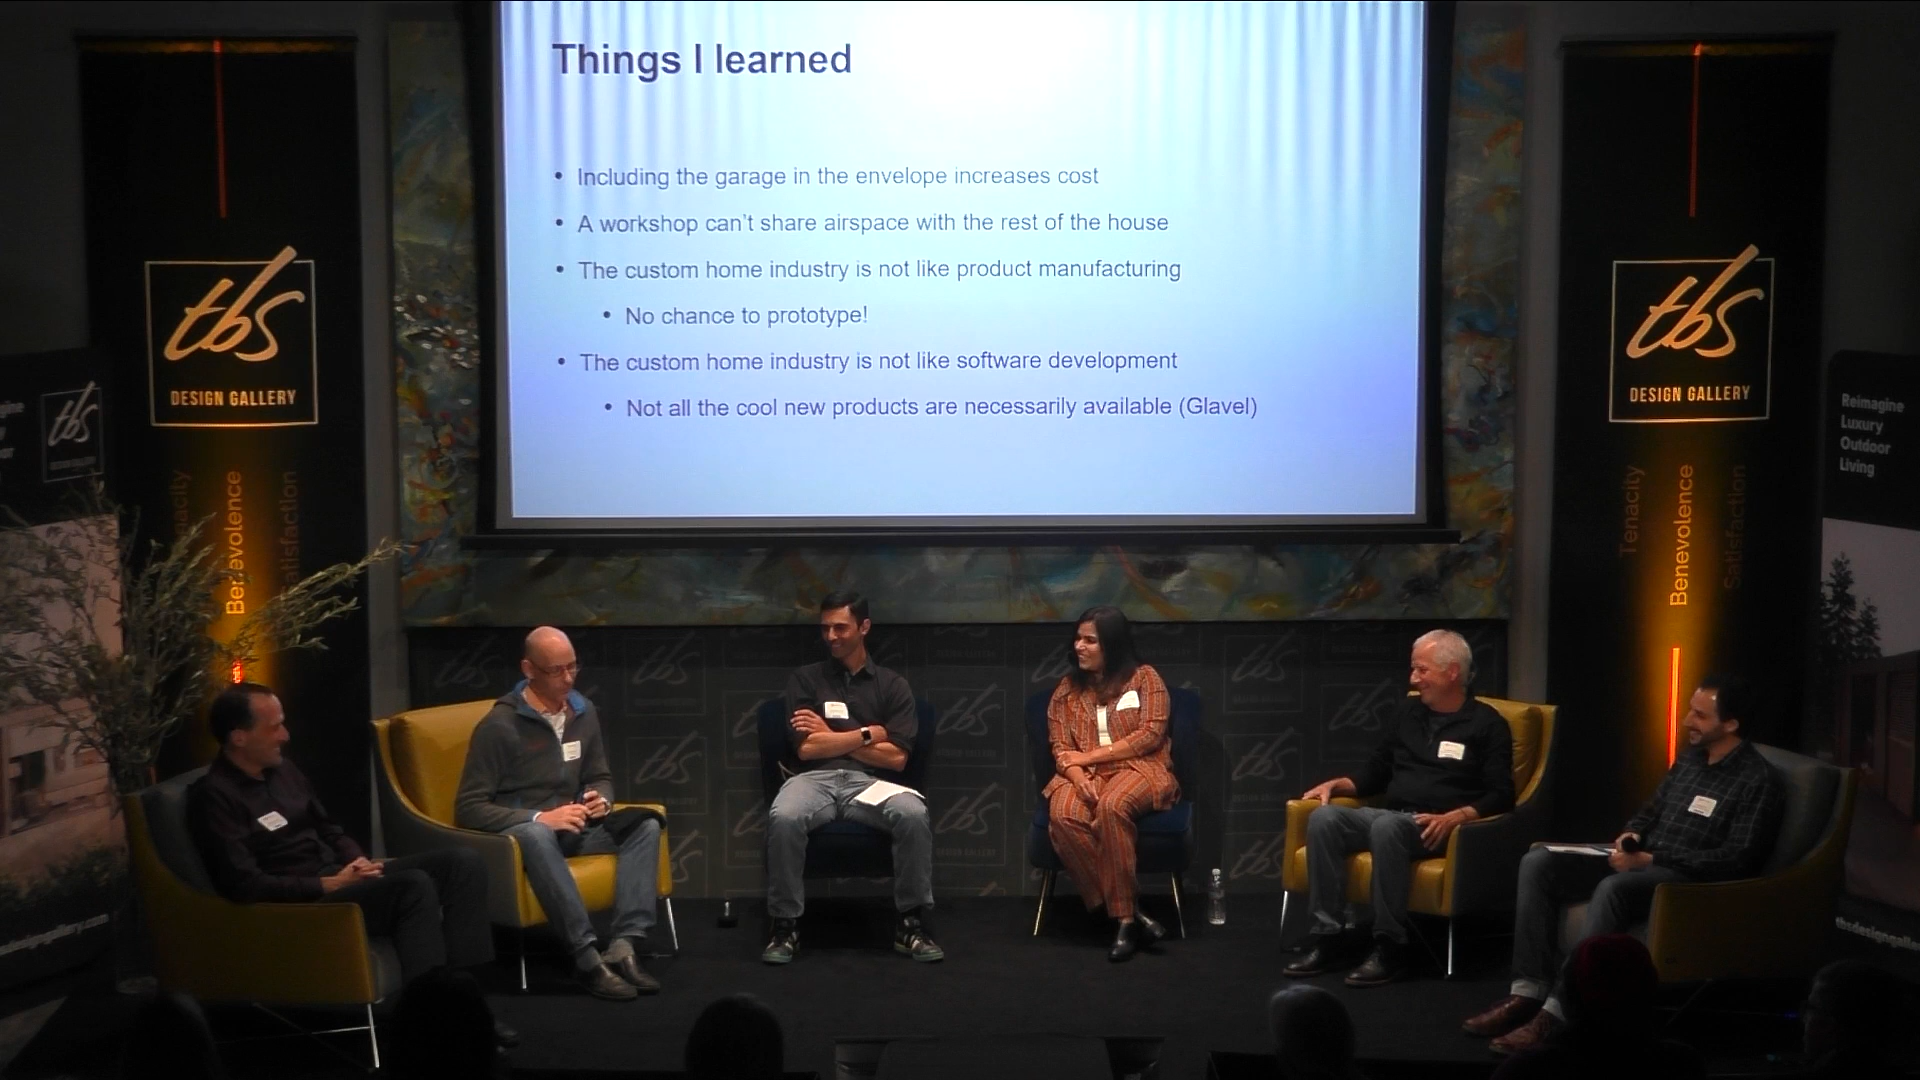 Things I learned
• Including the garage in the envelope increases cost
• A workshop can't share airspace with the rest of the house
• The custom home industry is not like product manufacturing
• No chance to prototype!
• The custom home industry is not like software development
• Not all the cool new products are necessarily available (Glavel)
tbs
DESIGN GALLERY
Benevolence
tbs
tbs
DESIGN GALLERY
Tenacity
Benevolence
Satisfaction
Reimagine
Luxury
Outdoor
Living